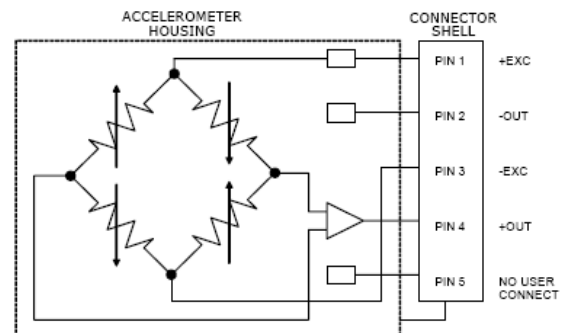 ACCELEROMETER
HOUSING
CONNECTOR
SHELL
PIN 1 +EXC
PIN 2 -OUT
PIN 3 -EXC
PIN 4 +OUT
PIN 5 NO USER
CONNECT